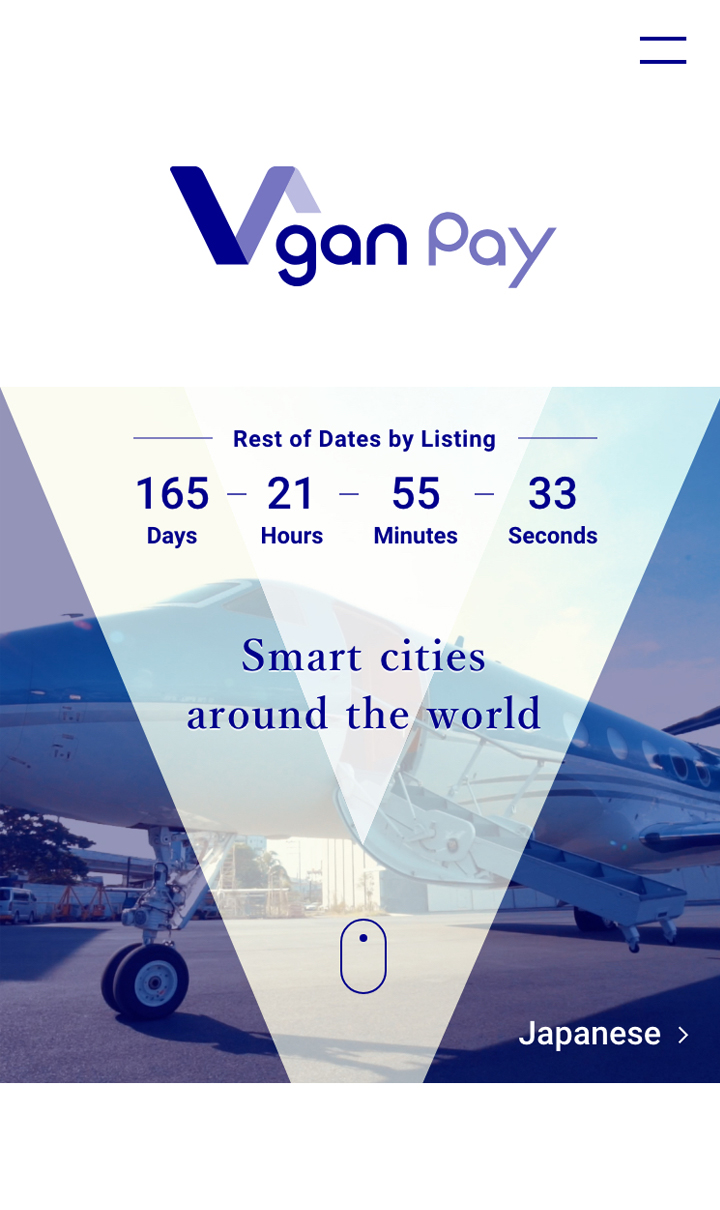 Vgan Pay
Rest of Dates by Listing
165 – 21 – 55 – 33
Days Hours Minutes Seconds
Smart cities
around the world
Japanese >